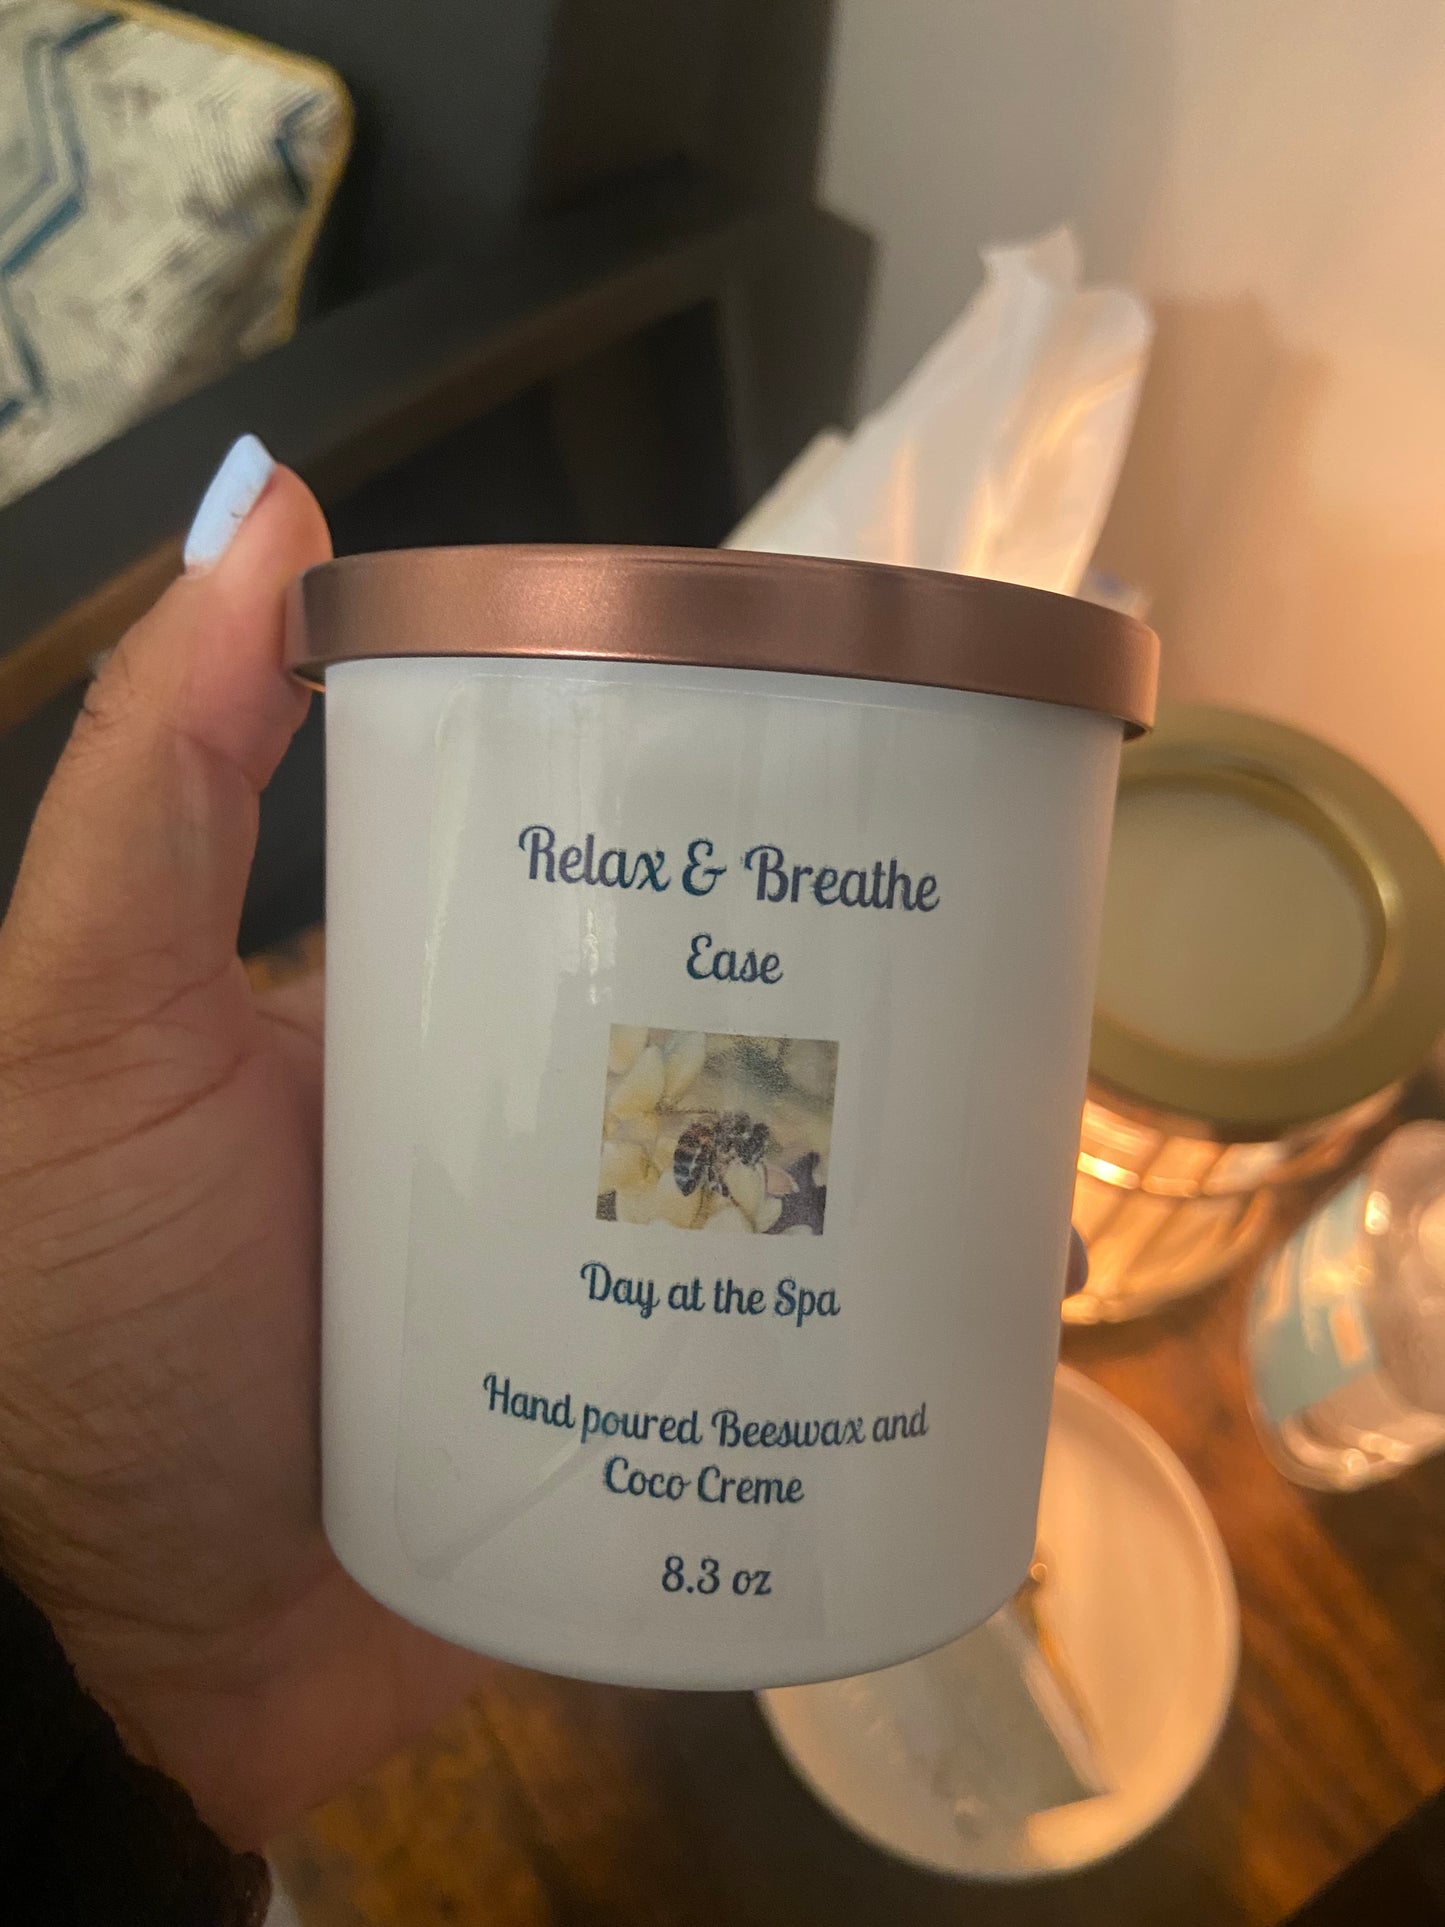 Relax & Breathe
Ease
Day at the Spa
Hand poured Beeswax and
Coco Creme
8.3 oz